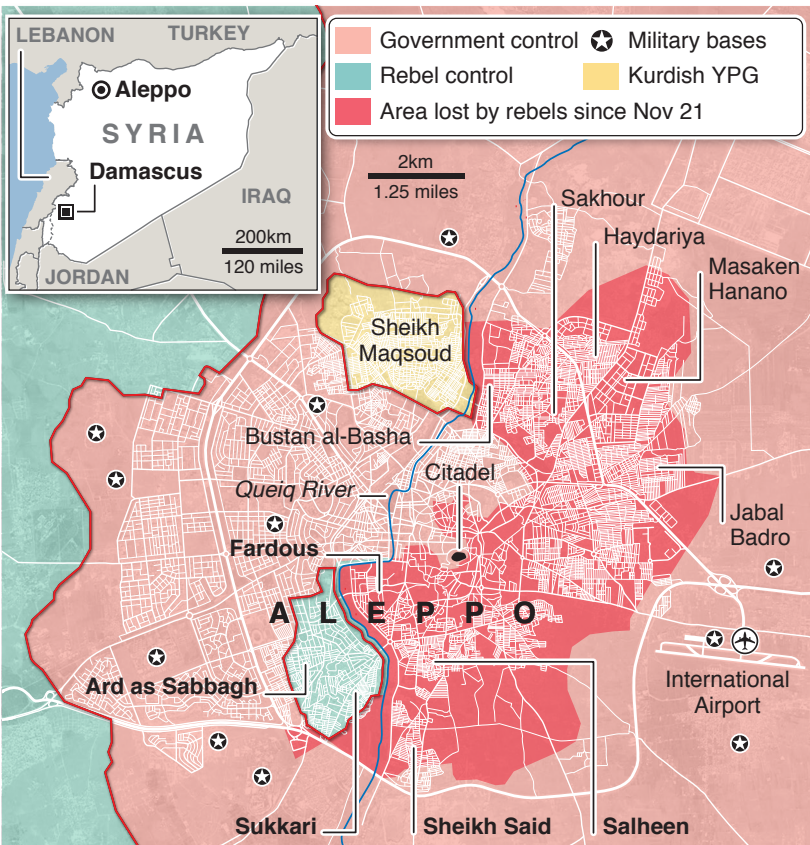 LEBANON
TURKEY
Aleppo
SYRIA
Damascus
IRAQ
200km
120 miles
JORDAN
Government control
Military bases
Rebel control
Kurdish YPG
Area lost by rebels since Nov 21
2km
1.25 miles
Sakhour
Haydariya
Masaken
Hanano
Sheikh
Maqsoud
Bustan al-Basha
Citadel
Queiq River
Jabal
Badro
Fardous
ALEPPO
Ard as Sabbagh
International
Airport
Sukkari
Sheikh Said
Salheen